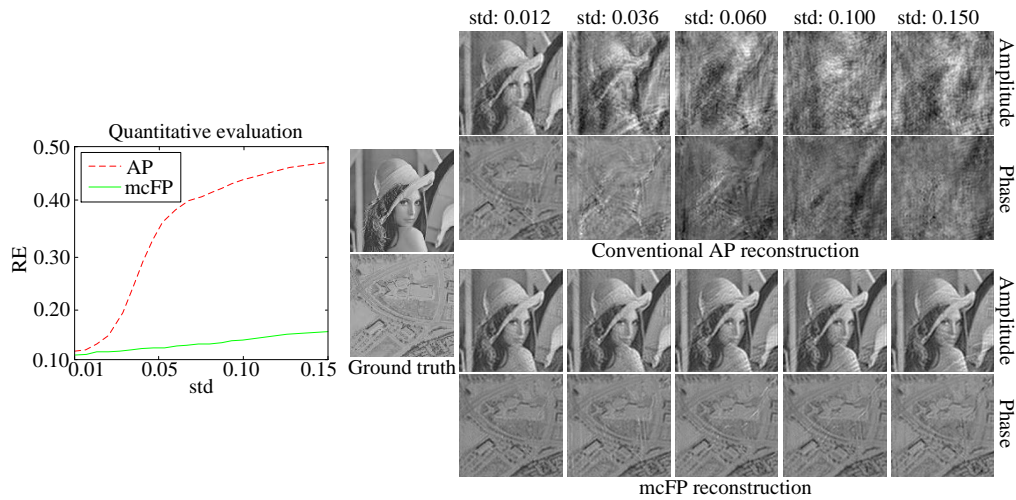 std: 0.012 std: 0.036 std: 0.060 std: 0.100 std: 0.150
Amplitude
Phase
Conventional AP reconstruction
Quantitative evaluation
0.50
0.40
0.30
0.20
0.10
RE
AP
mcFP
0.01 0.05 0.10 0.15
std
Ground truth
Amplitude
Phase
mcFP reconstruction